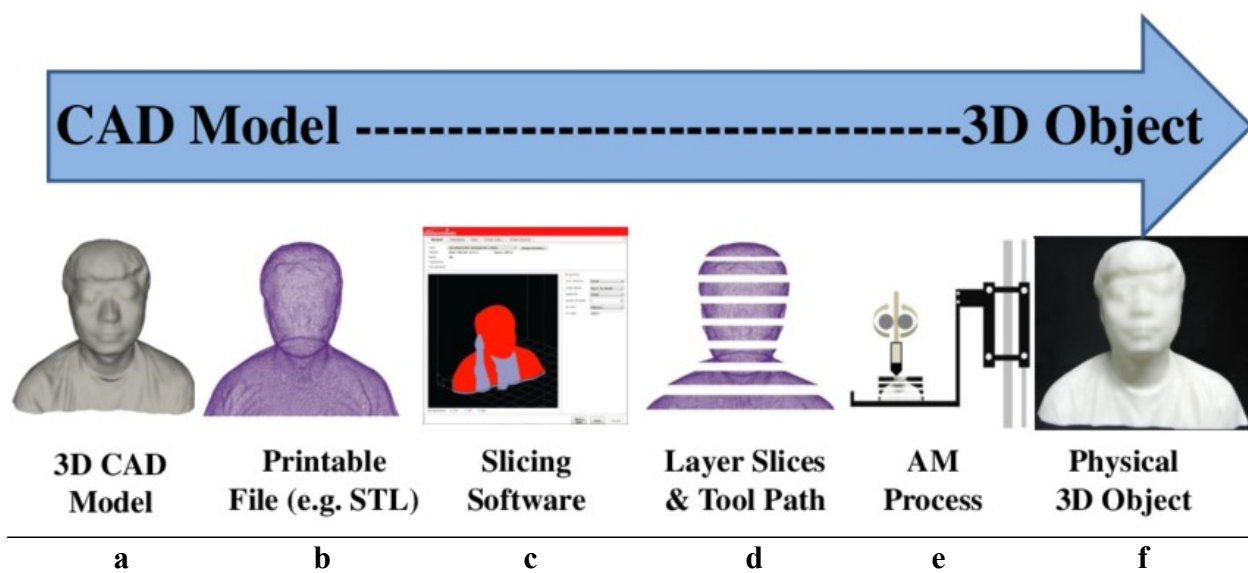 CAD Model ---------------------------------3D Object
3D CAD
Model
Printable
File (e.g. STL)
Slicing
Software
Layer Slices
& Tool Path
AM
Process
Physical
3D Object
a b c d e f